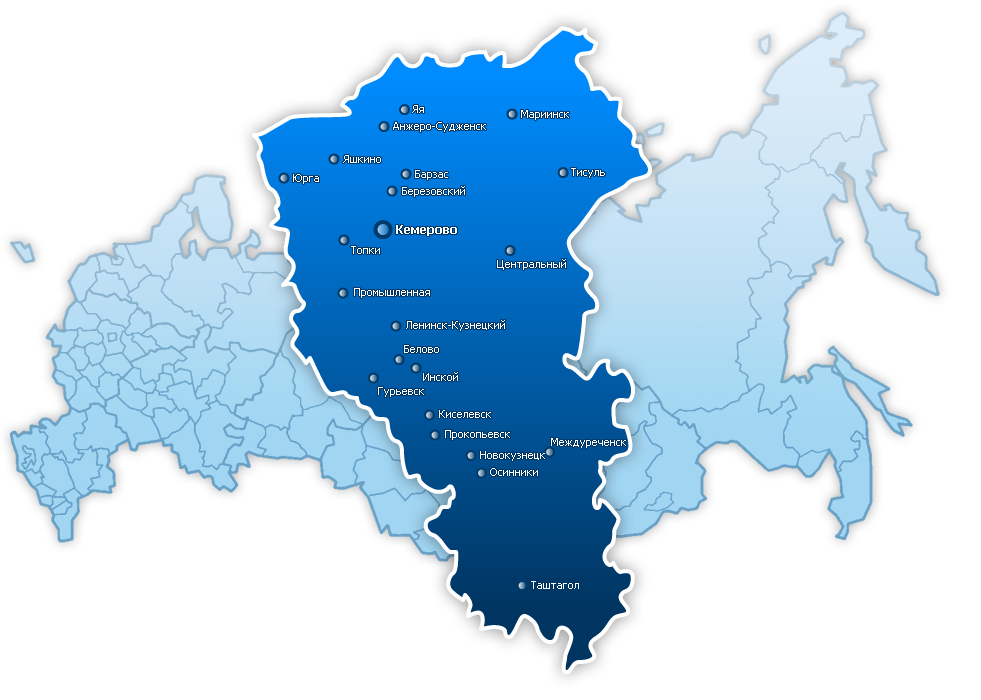 Яя
Мариинск
Анжеро-Судженск
Яшкино
Барзас
Тисуль
Юрга
Березовский
Кемерово
Топки
Центральный
Промышленная
Ленинск-Кузнецкий
Белово
Инской
Гурьевск
Киселевск
Прокопьевск
Междуреченск
Новокузнецк
Осинники
Таштагол